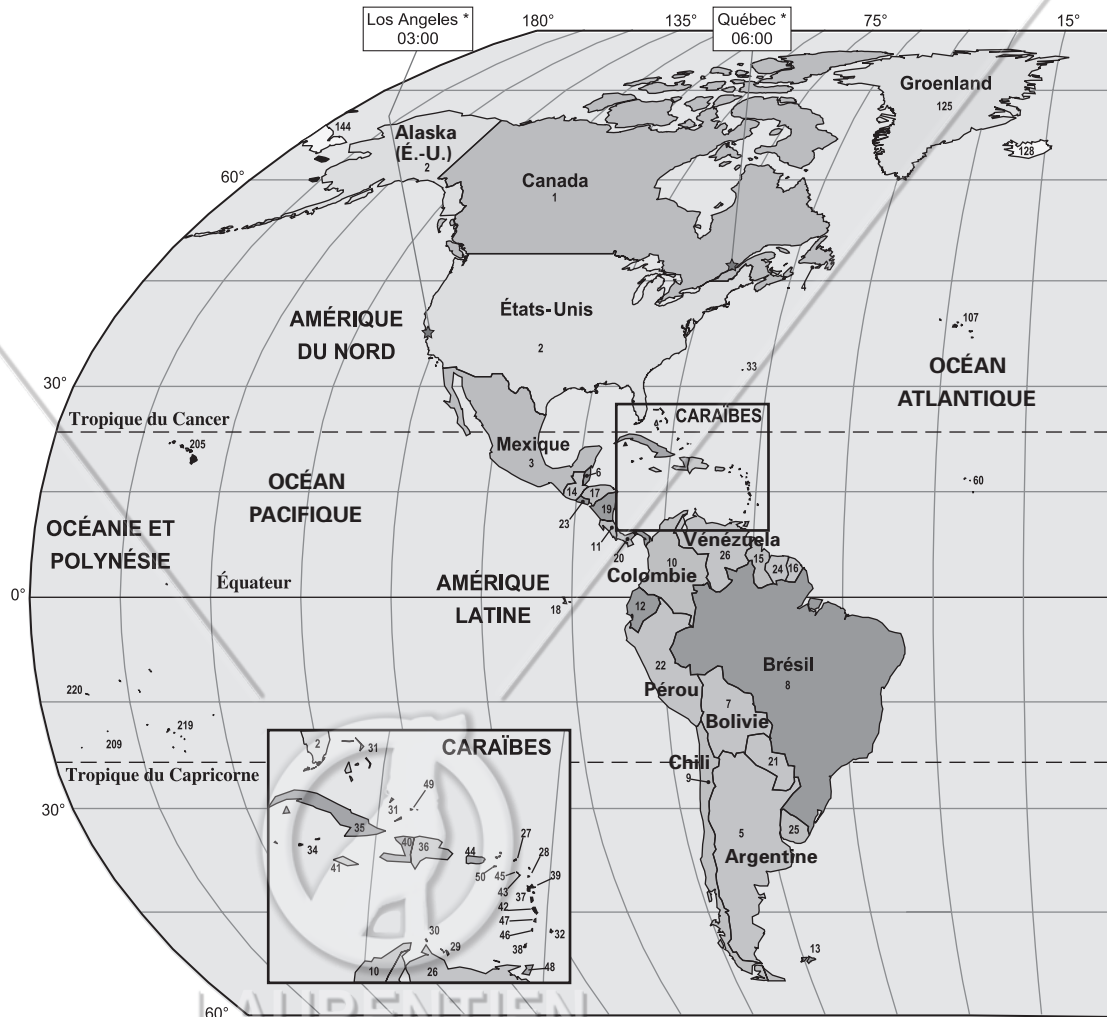 Los Angeles *
03:00
180°
135°
Québec *
06:00
75°
15°
Groenland
125
144
Alaska
(É.-U.)
2
128
60°
Canada
1
4
États-Unis
2
AMÉRIQUE
DU NORD
107
OCÉAN
ATLANTIQUE
33
30°
Tropique du Cancer
CARAÏBES
205
Mexique
3
6
OCÉAN
PACIFIQUE
14
17
60
19
23
OCÉANIE ET
POLYNÉSIE
11
20
Vénézuela
26
15
24
16
10
Colombie
Équateur
AMÉRIQUE
LATINE
0°
18
12
22
Pérou
Brésil
8
220
7
Bolivie
219
209
Tropique du Capricorne
Chili
9
21
30°
5
25
Argentine
13
CARAÏBES
2
31
49
31
35
34
41
40
36
44
27
28
50
45
43
39
37
42
47
46
32
38
30
29
10
26
48
LAURENTIEN
60°